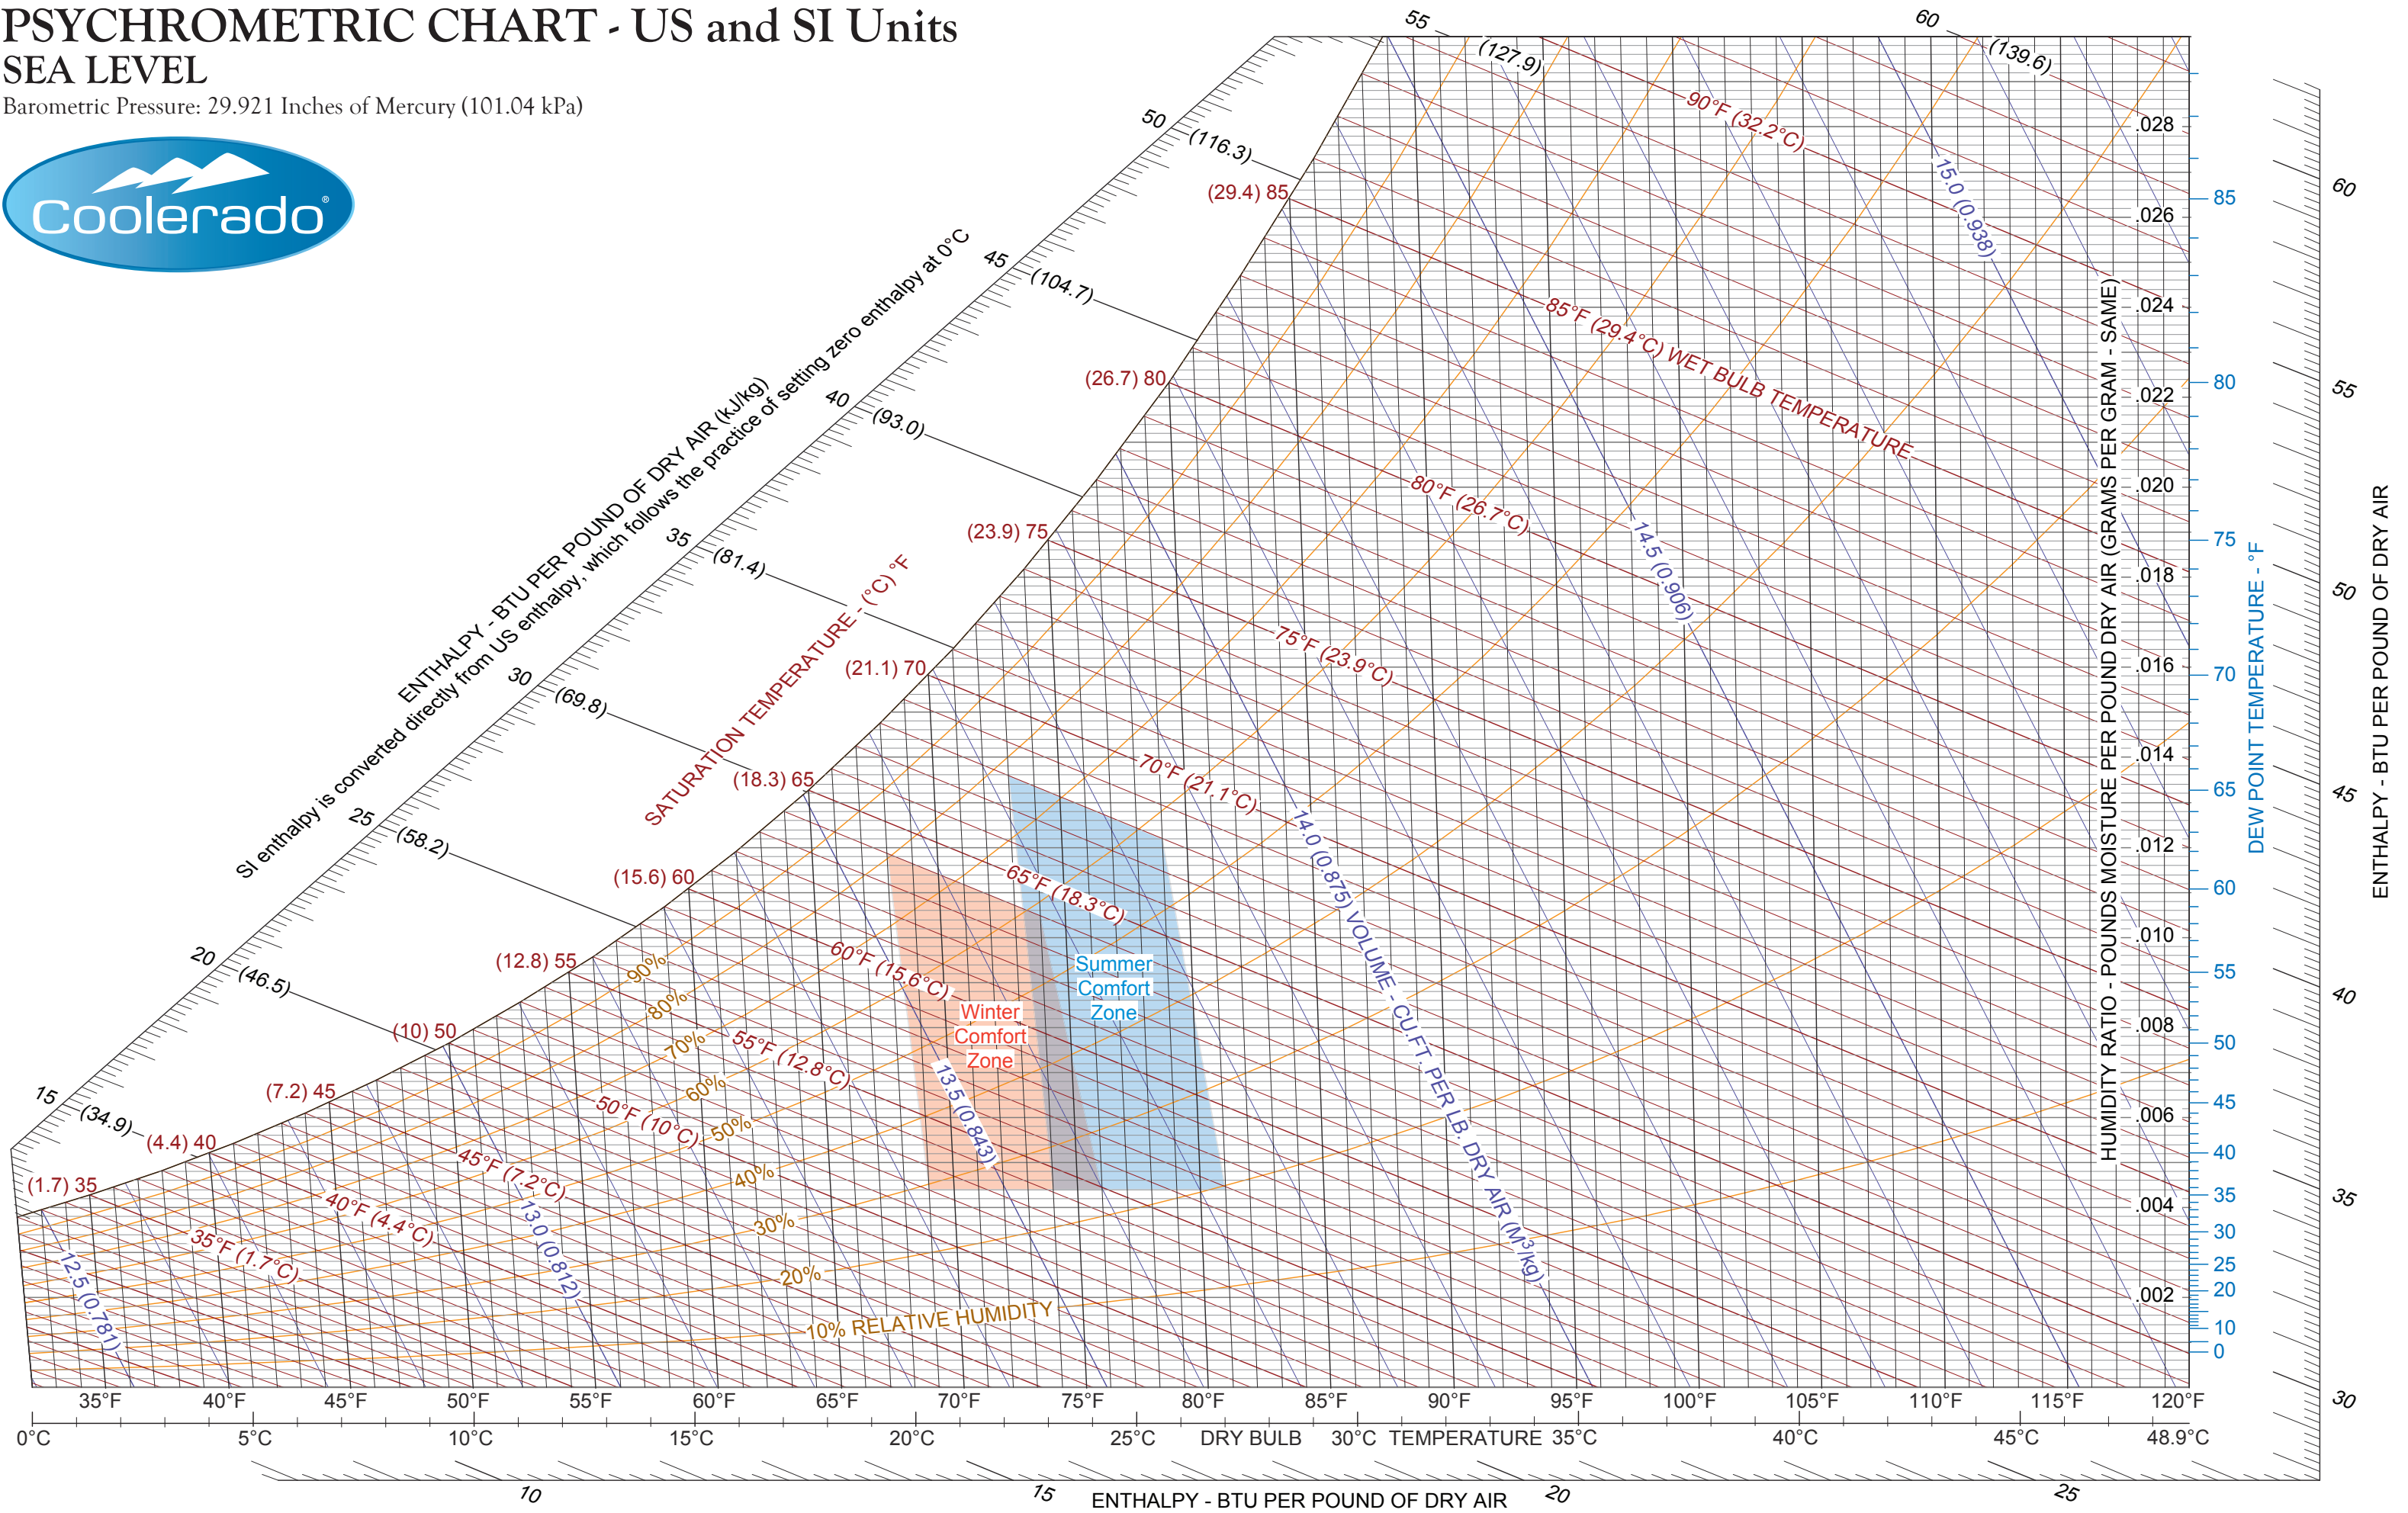 PSYCHROMETRIC CHART - US and SI Units
SEA LEVEL
Barometric Pressure: 29.921 Inches of Mercury (101.04 kPa)
Coolerado®
ENTHALPY - BTU PER POUND OF DRY AIR (kJ/kg)
SI enthalpy is converted directly from US enthalpy, which follows the practice of setting zero enthalpy at 0°C
15 (34.9)
20 (46.5)
25 (58.2)
30 (69.8)
35 (81.4)
40 (93.0)
45 (104.7)
50 (116.3)
55 (127.9)
60 (139.6)
SATURATION TEMPERATURE - (°C) °F
(1.7) 35
(4.4) 40
(7.2) 45
(10) 50
(12.8) 55
(15.6) 60
(18.3) 65
(21.1) 70
(23.9) 75
(26.7) 80
(29.4) 85
90°F (32.2°C)
85°F (29.4°C) WET BULB TEMPERATURE
80°F (26.7°C)
75°F (23.9°C)
70°F (21.1°C)
65°F (18.3°C)
60°F (15.6°C)
55°F (12.8°C)
50°F (10°C)
45°F (7.2°C)
40°F (4.4°C)
35°F (1.7°C)
15.0 (0.938)
14.5 (0.906)
14.0 (0.875) VOLUME - CU.FT. PER LB. DRY AIR (M³/kg)
13.5 (0.843)
13.0 (0.812)
12.5 (0.781)
90%
80%
70%
60%
50%
40%
30%
20%
10% RELATIVE HUMIDITY
Winter
Comfort
Zone
Summer
Comfort
Zone
HUMIDITY RATIO - POUNDS MOISTURE PER POUND DRY AIR (GRAMS PER GRAM - SAME)
.028
.026
.024
.022
.020
.018
.016
.014
.012
.010
.008
.006
.004
.002
DEW POINT TEMPERATURE - °F
85
80
75
70
65
60
55
50
45
40
35
30
25
20
10
0
ENTHALPY - BTU PER POUND OF DRY AIR
60
55
50
45
40
35
30
35°F 40°F 45°F 50°F 55°F 60°F 65°F 70°F 75°F 80°F 85°F 90°F 95°F 100°F 105°F 110°F 115°F 120°F
0°C 5°C 10°C 15°C 20°C 25°C DRY BULB 30°C TEMPERATURE 35°C 40°C 45°C 48.9°C
10 15 20 25
ENTHALPY - BTU PER POUND OF DRY AIR